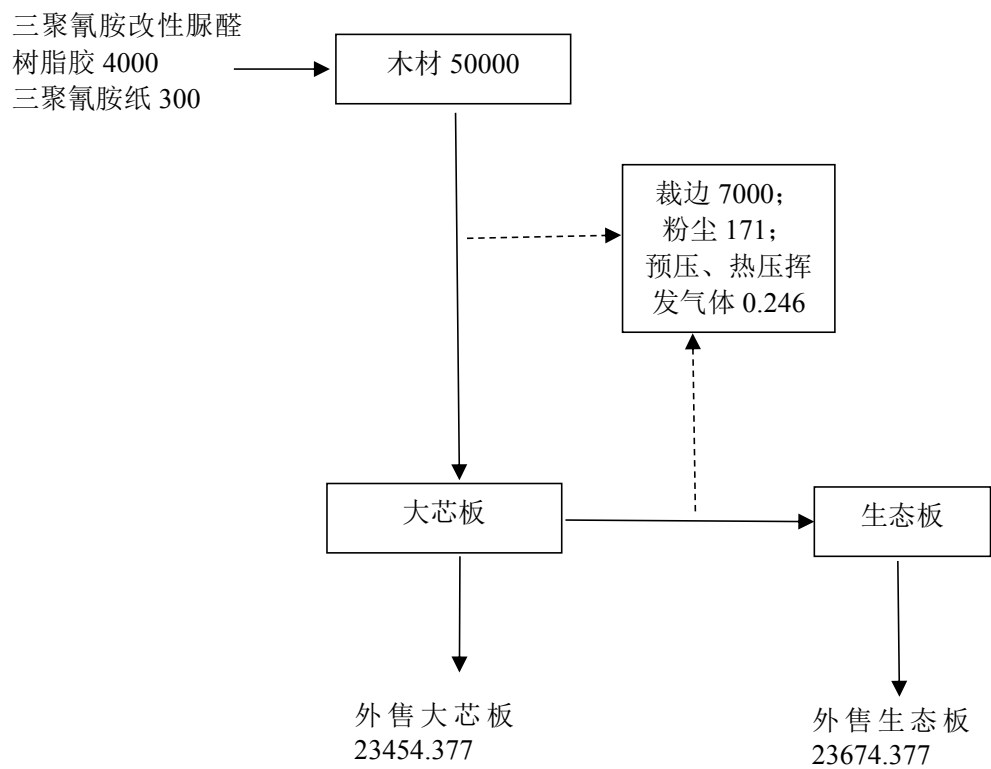 三聚氰胺改性脲醛
树脂胶 4000
三聚氰胺纸 300
木材 50000
裁边 7000；
粉尘 171；
预压、热压挥
发气体 0.246
大芯板
生态板
外售大芯板
23454.377
外售生态板
23674.377